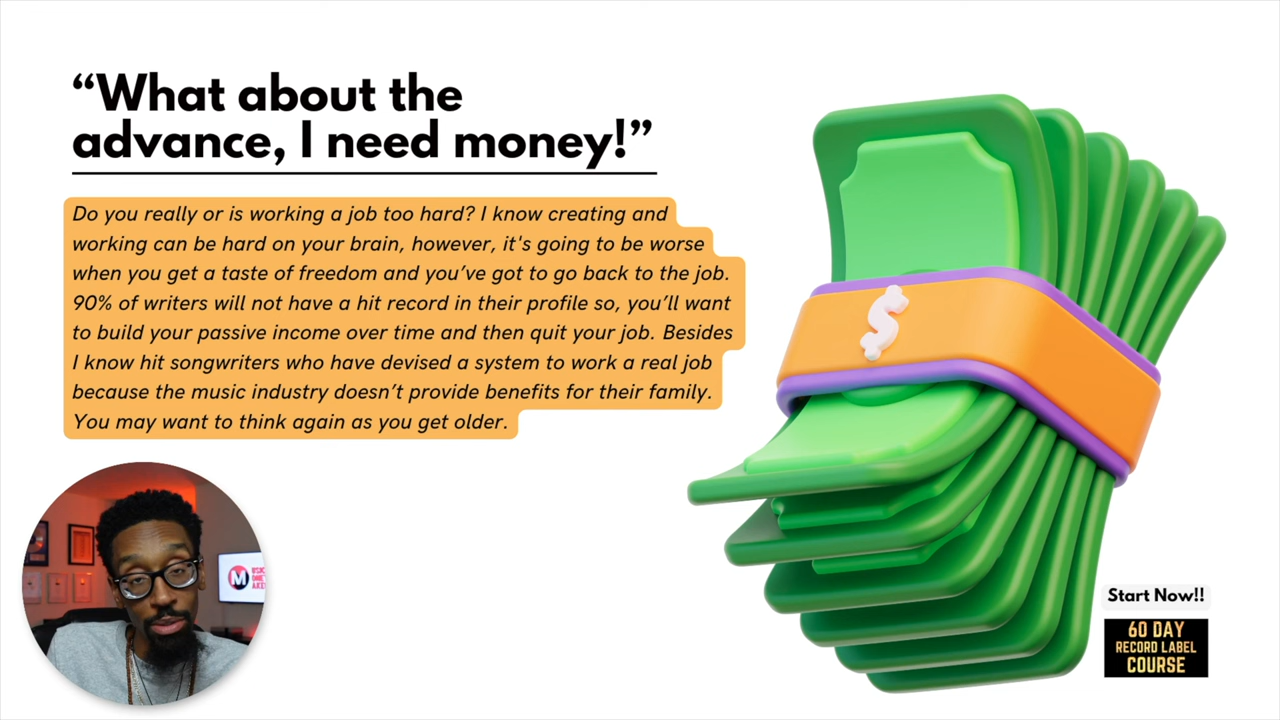 “What about the
advance, I need money!”
Do you really or is working a job too hard? I know creating and
working can be hard on your brain, however, it's going to be worse
when you get a taste of freedom and you’ve got to go back to the job.
90% of writers will not have a hit record in their profile so, you’ll want
to build your passive income over time and then quit your job. Besides
I know hit songwriters who have devised a system to work a real job
because the music industry doesn’t provide benefits for their family.
You may want to think again as you get older.
$
M
Start Now!!
60 DAY
RECORD LABEL
COURSE